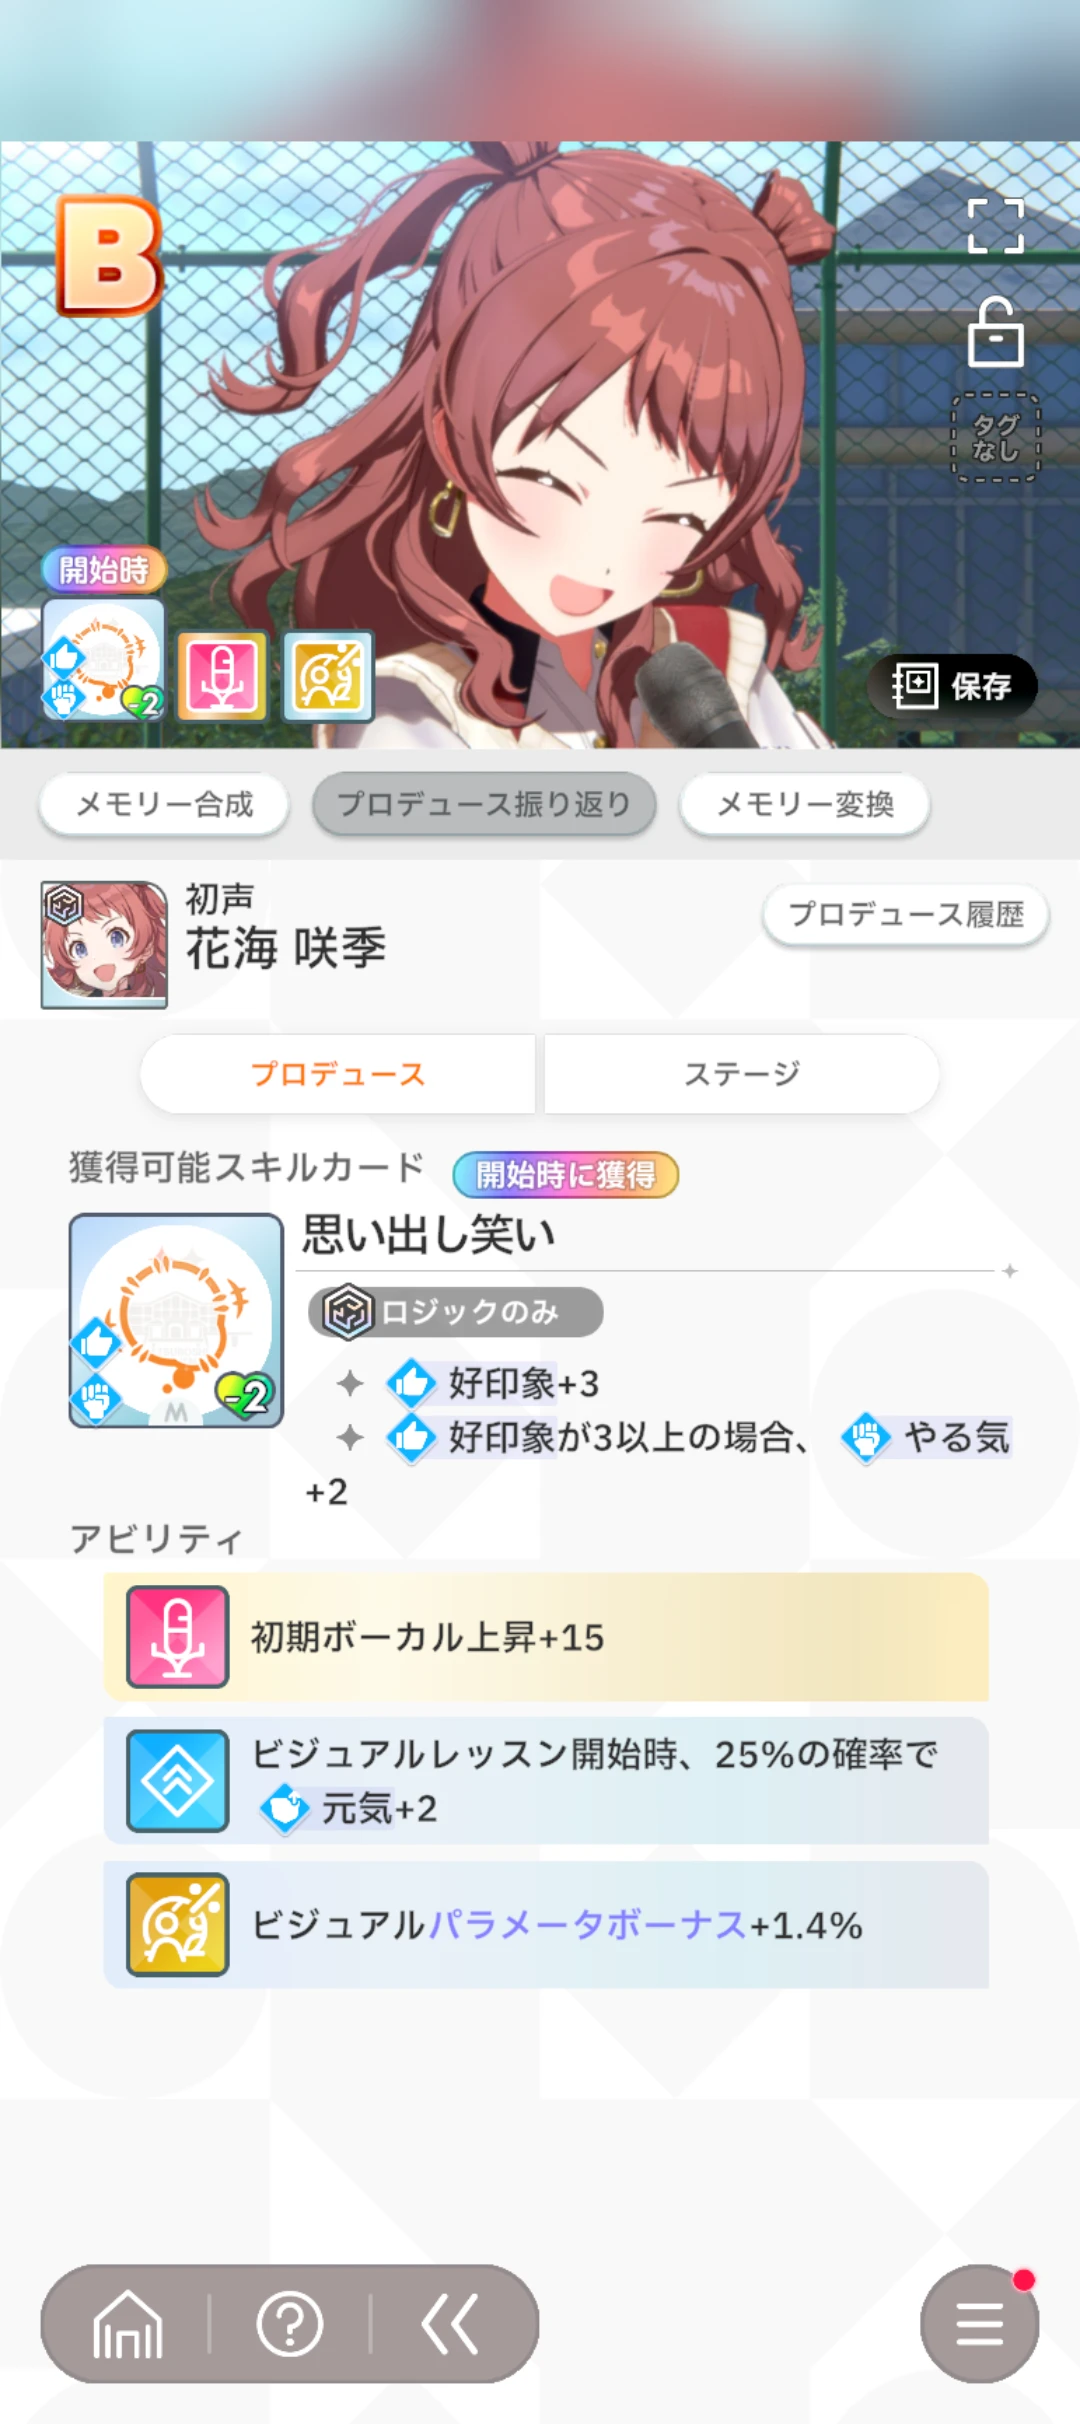 B
タグ
なし
開始時
-2
保存
メモリー合成
プロデュース振り返り
メモリー変換
初声
花海 咲季
プロデュース履歴
プロデュース
ステージ
獲得可能スキルカード
開始時に獲得
思い出し笑い
ロジックのみ
-2
M
好印象+3
好印象が3以上の場合、 やる気
+2
アビリティ
初期ボーカル上昇+15
ビジュアルレッスン開始時、25%の確率で
元気+2
ビジュアルパラメータボーナス+1.4%